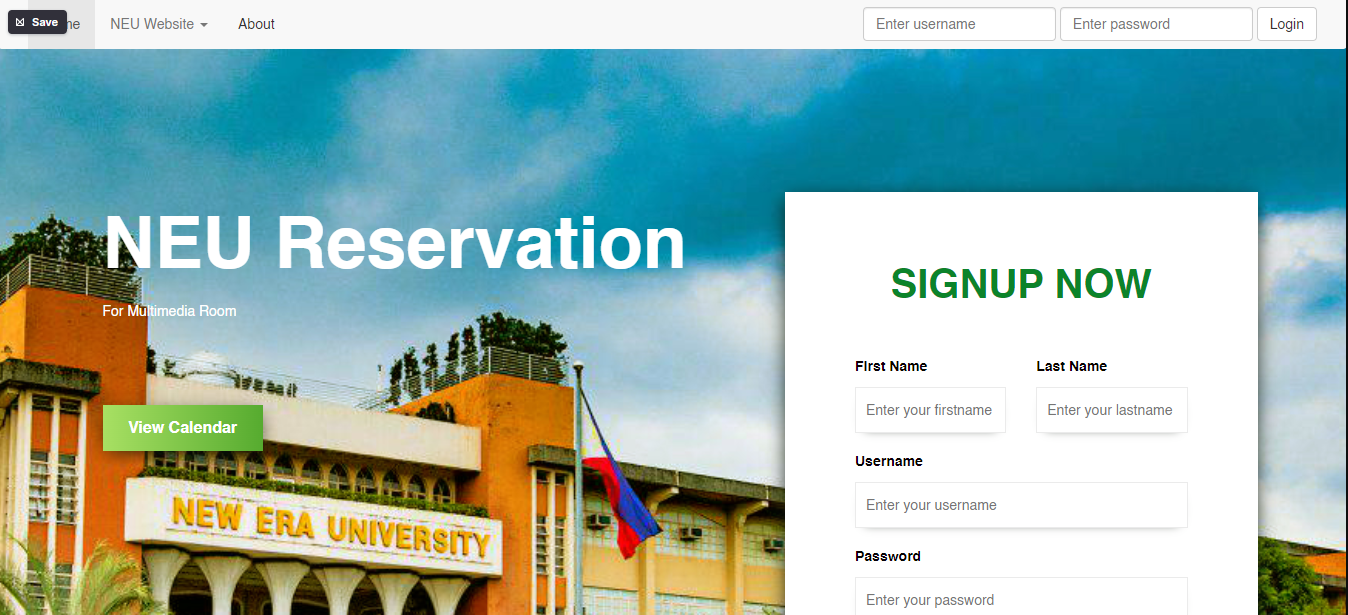 Save
NEU Website
About
Enter username
Enter password
Login
NEU Reservation
For Multimedia Room
View Calendar
NEW ERA UNIVERSITY
SIGNUP NOW
First Name
Last Name
Enter your firstname
Enter your lastname
Username
Enter your username
Password
Enter your password